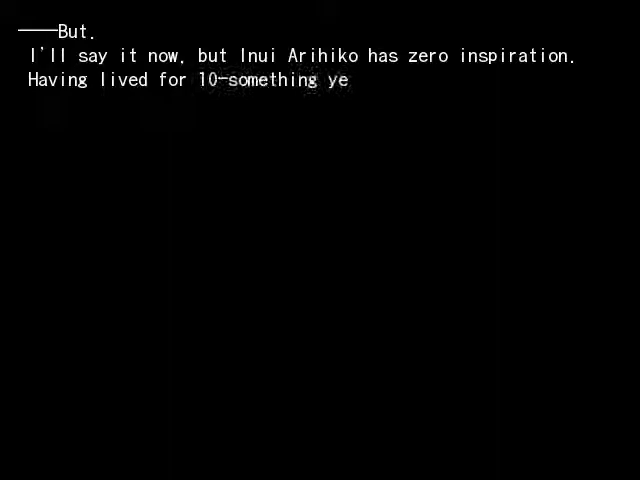 ──But.
I'll say it now, but Inui Arihiko has zero inspiration.
Having lived for 10-something ye